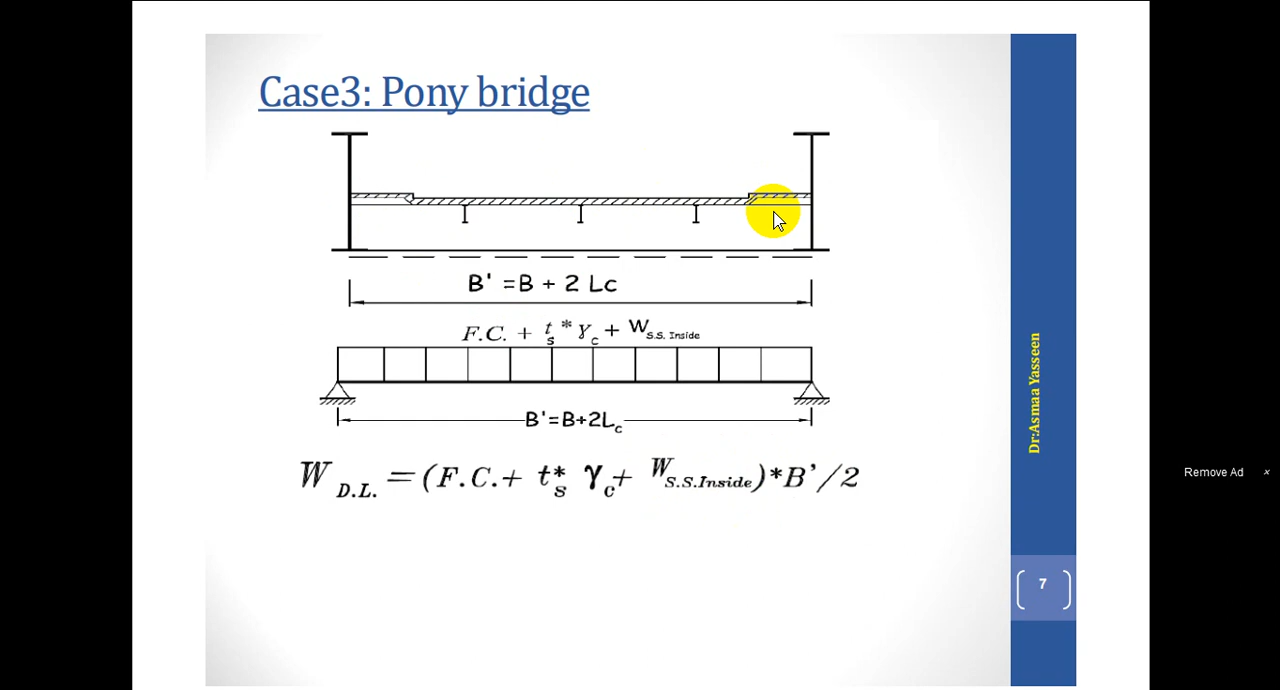 Case3: Pony bridge
B' =B + 2 Lc
F.C. + ts * γc + WS.S. Inside
B'=B+2Lc
W D.L. =(F.C.+ ts* γc+ WS.S.Inside)*B'/2
Dr:Asmaa Yasseen
7
Remove Ad ×